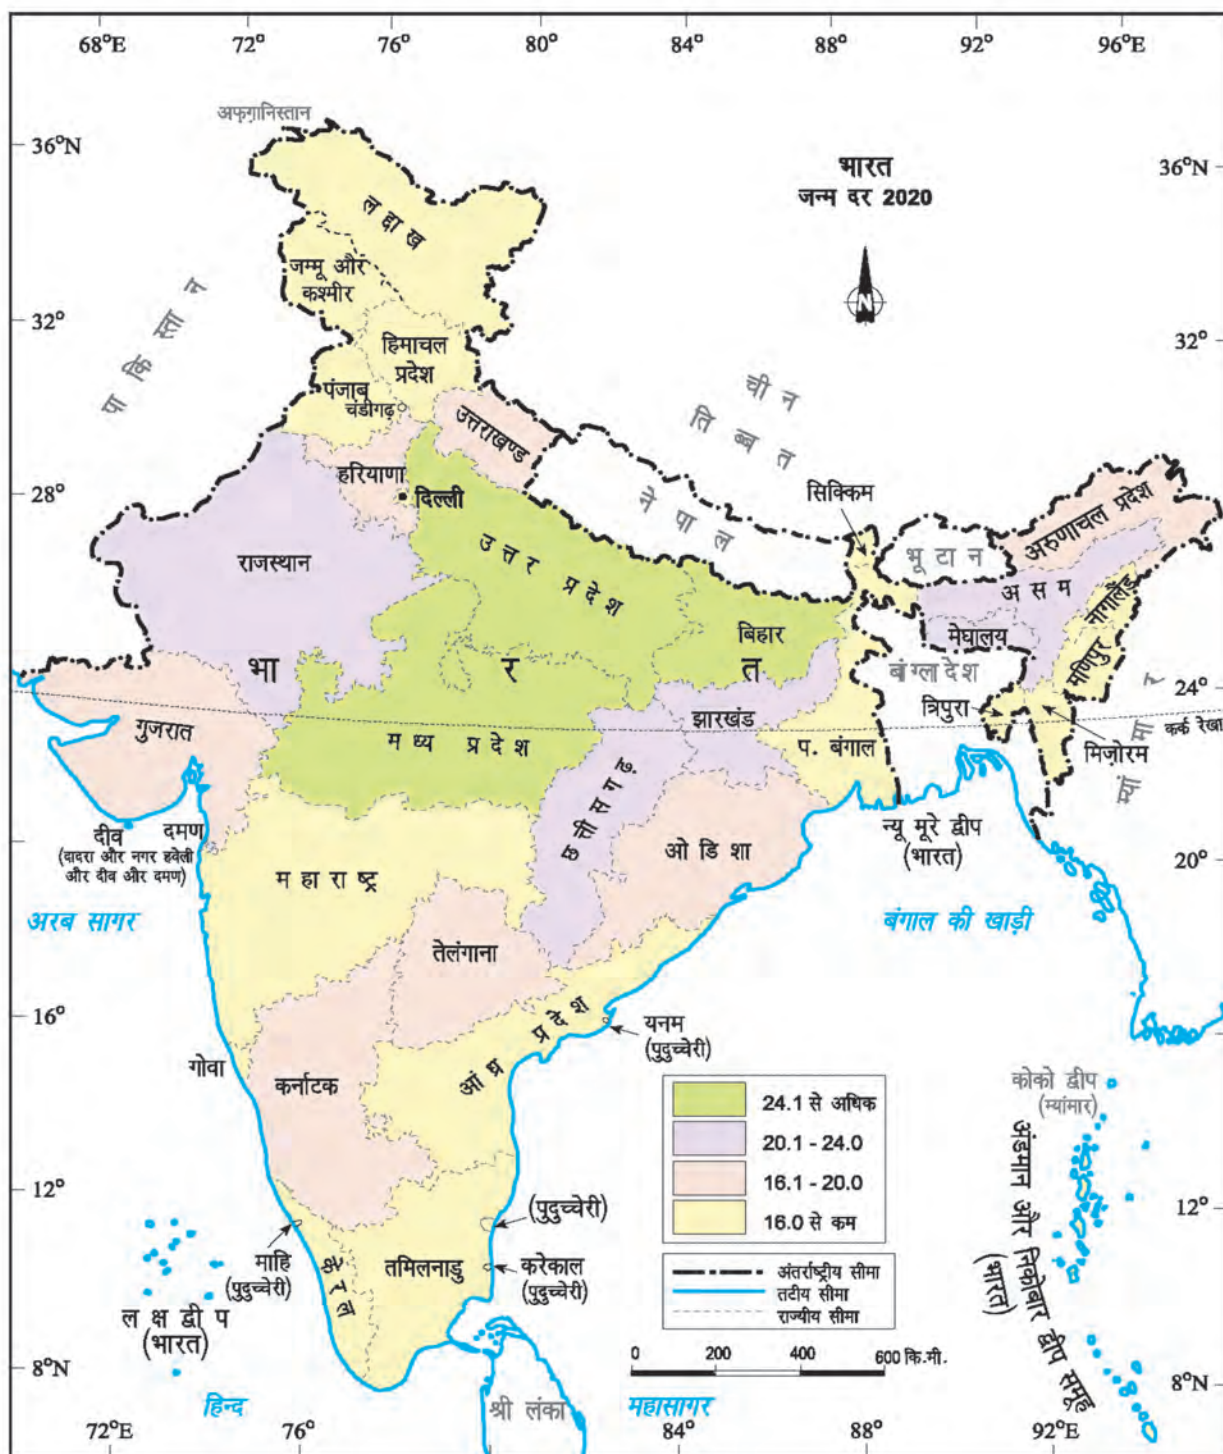 68°E 72° 76° 80° 84° 88° 92° 96°E
अफ़ग़ानिस्तान
36°N
36°N
भारत
जन्म दर 2020
N
लद्दाख
जम्मू और
कश्मीर
पाकिस्तान
32°
32°
हिमाचल
प्रदेश
पंजाब
चंडीगढ़
चीन
तिब्बत
उत्तराखण्ड
हरियाणा
दिल्ली
28°
28°
नेपाल
सिक्किम
भूटान
अरुणाचल प्रदेश
राजस्थान
उत्तर प्रदेश
असम
नागालैंड
बिहार
मेघालय
मणिपुर
भारत
बांग्लादेश
त्रिपुरा
24°
24°
कर्क रेखा
गुजरात
झारखंड
मध्य प्रदेश
प. बंगाल
मिज़ोरम
म्यांमार
छत्तीसगढ़
दीव
दमण
(दादरा और नगर हवेली
और दीव और दमण)
ओडिशा
न्यू मूरे द्वीप
(भारत)
20°
महाराष्ट्र
अरब सागर
बंगाल की खाड़ी
तेलंगाना
16°
आंध्र प्रदेश
यनम
(पुदुच्चेरी)
गोवा
कर्नाटक
कोको द्वीप
(म्यांमार)
24.1 से अधिक
20.1 - 24.0
16.1 - 20.0
16.0 से कम
अंडमान और निकोबार द्वीप समूह
(भारत)
12°
12°
(पुदुच्चेरी)
माहि
(पुदुच्चेरी)
केरल
तमिलनाडु
करेकाल
(पुदुच्चेरी)
अंतर्राष्ट्रीय सीमा
तटीय सीमा
राज्यीय सीमा
लक्षद्वीप
(भारत)
0 200 400 600 कि.मी.
8°N
8°N
हिन्द
श्री लंका
महासागर
72°E 76° 84° 88° 92°E